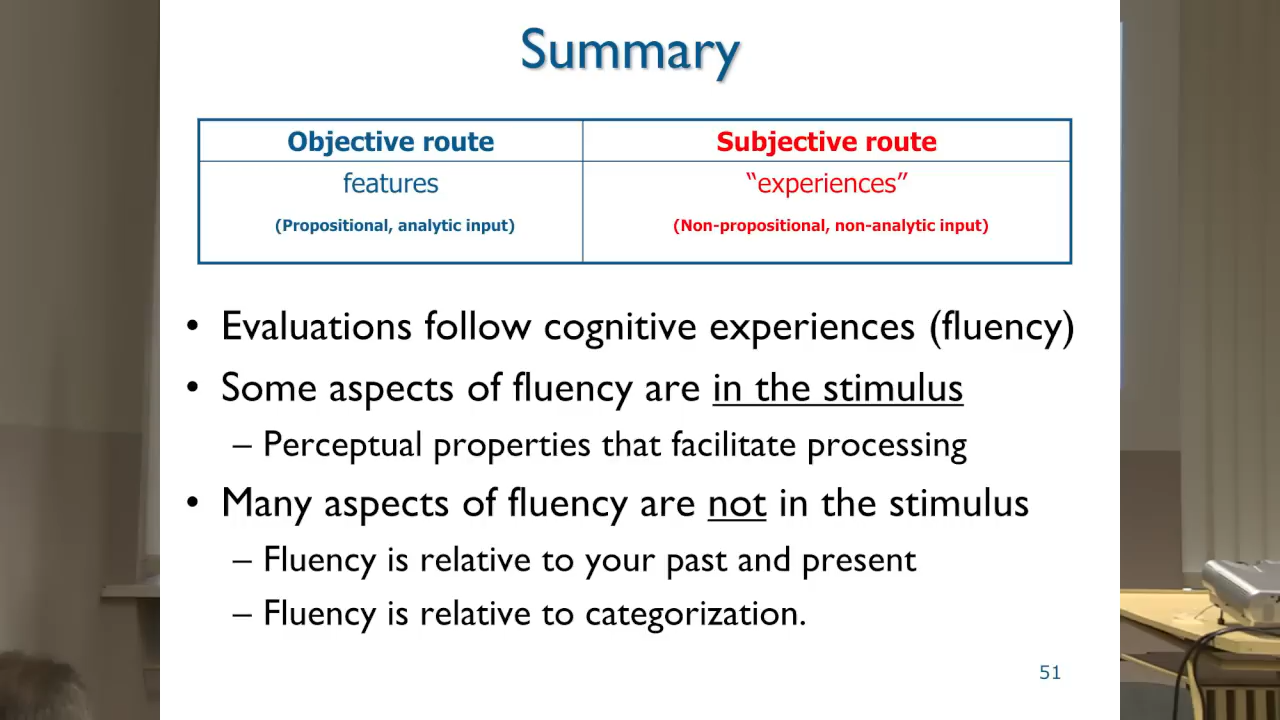 Summary
Objective route
Subjective route
features
“experiences”
(Propositional, analytic input)
(Non-propositional, non-analytic input)
• Evaluations follow cognitive experiences (fluency)
• Some aspects of fluency are in the stimulus
– Perceptual properties that facilitate processing
• Many aspects of fluency are not in the stimulus
– Fluency is relative to your past and present
– Fluency is relative to categorization.
51